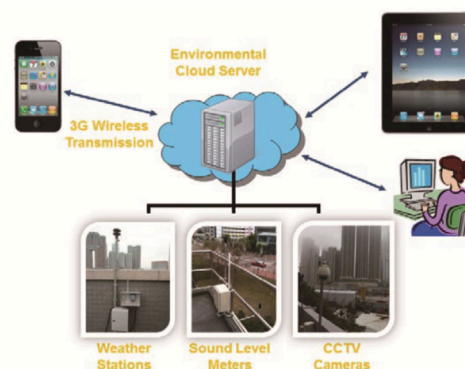 Environmental
Cloud Server
3G Wireless
Transmission
Weather
Stations
Sound Level
Meters
CCTV
Cameras